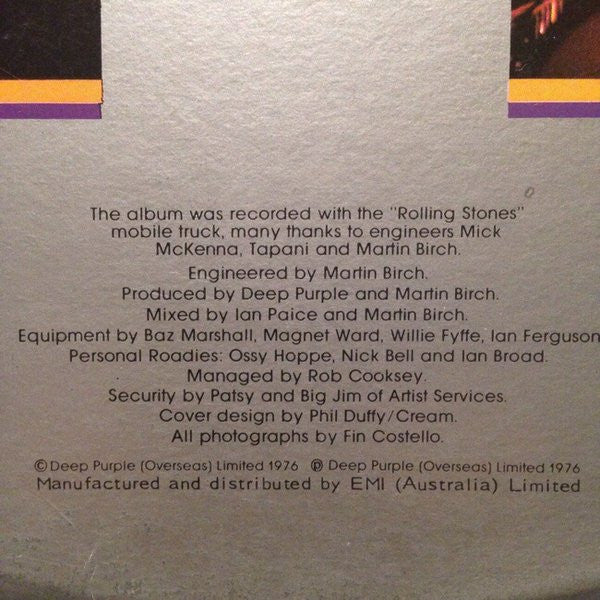 The album was recorded with the "Rolling Stones"
mobile truck, many thanks to engineers Mick
McKenna, Tapani and Martin Birch.
Engineered by Martin Birch.
Produced by Deep Purple and Martin Birch.
Mixed by Ian Paice and Martin Birch.
Equipment by Baz Marshall, Magnet Ward, Willie Fyffe, Ian Ferguson
Personal Roadies: Ossy Hoppe, Nick Bell and Ian Broad.
Managed by Rob Cooksey.
Security by Patsy and Big Jim of Artist Services.
Cover design by Phil Duffy/Cream.
All photographs by Fin Costello.
©Deep Purple (Overseas) Limited 1976 ℗ Deep Purple (Overseas) Limited 1976
Manufactured and distributed by EMI (Australia) Limited